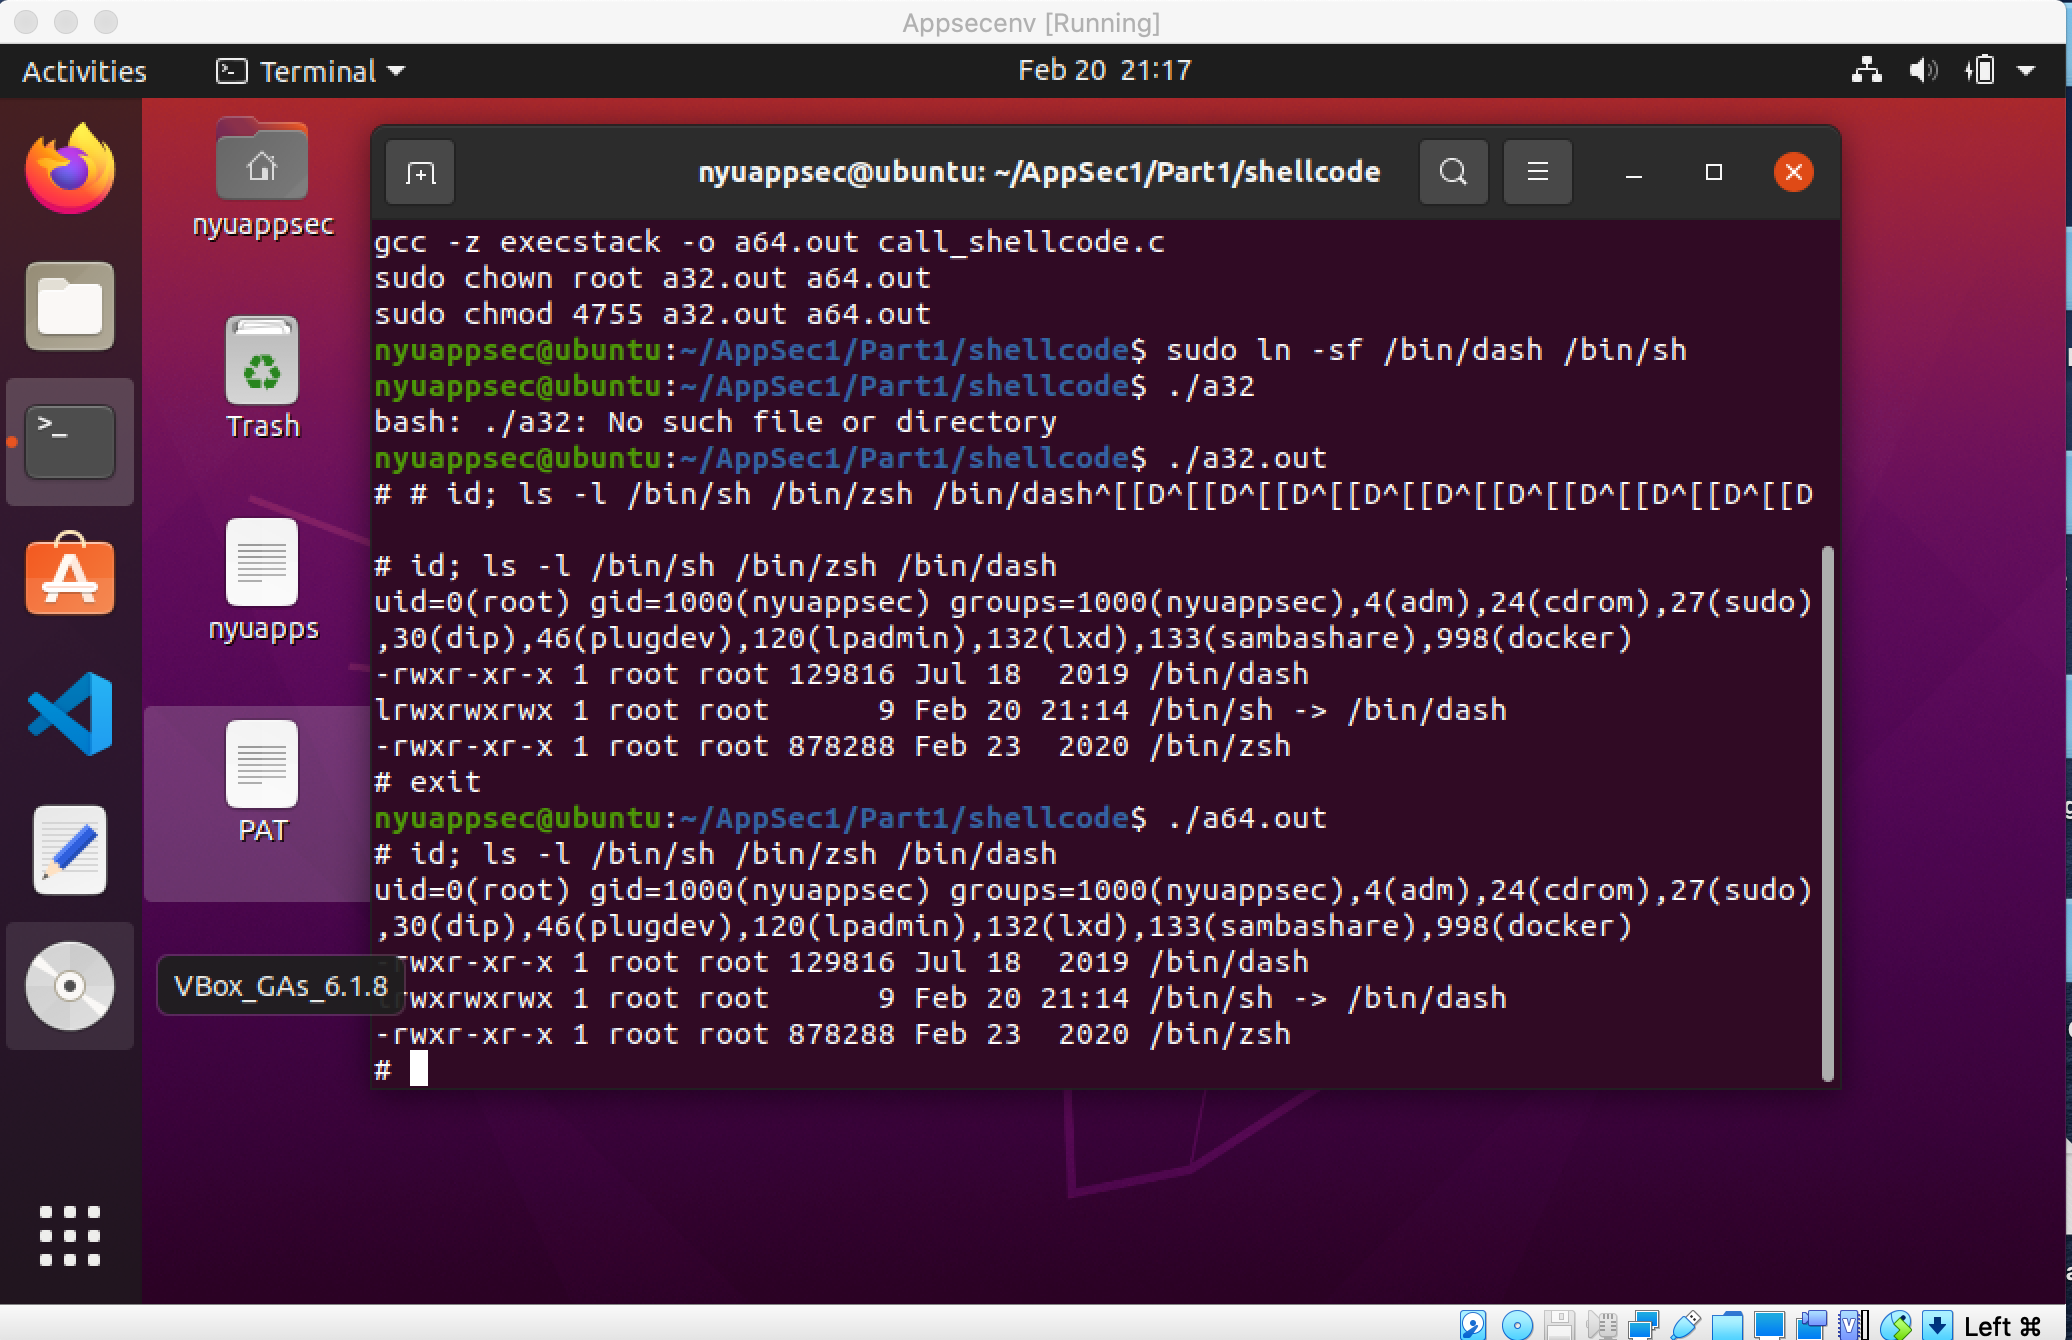 Appsecenv [Running]
Activities
Terminal
Feb 20 21:17
nyuappsec
Trash
nyuapps
PAT
VBox_GAs_6.1.8
nyuappsec@ubuntu: ~/AppSec1/Part1/shellcode
gcc -z execstack -o a64.out call_shellcode.c
sudo chown root a32.out a64.out
sudo chmod 4755 a32.out a64.out
nyuappsec@ubuntu:~/AppSec1/Part1/shellcode$ sudo ln -sf /bin/dash /bin/sh
nyuappsec@ubuntu:~/AppSec1/Part1/shellcode$ ./a32
bash: ./a32: No such file or directory
nyuappsec@ubuntu:~/AppSec1/Part1/shellcode$ ./a32.out
# # id; ls -l /bin/sh /bin/zsh /bin/dash^[[D^[[D^[[D^[[D^[[D^[[D^[[D^[[D^[[D^[[D
# id; ls -l /bin/sh /bin/zsh /bin/dash
uid=0(root) gid=1000(nyuappsec) groups=1000(nyuappsec),4(adm),24(cdrom),27(sudo)
,30(dip),46(plugdev),120(lpadmin),132(lxd),133(sambashare),998(docker)
-rwxr-xr-x 1 root root 129816 Jul 18  2019 /bin/dash
lrwxrwxrwx 1 root root      9 Feb 20 21:14 /bin/sh -> /bin/dash
-rwxr-xr-x 1 root root 878288 Feb 23  2020 /bin/zsh
# exit
nyuappsec@ubuntu:~/AppSec1/Part1/shellcode$ ./a64.out
# id; ls -l /bin/sh /bin/zsh /bin/dash
uid=0(root) gid=1000(nyuappsec) groups=1000(nyuappsec),4(adm),24(cdrom),27(sudo)
,30(dip),46(plugdev),120(lpadmin),132(lxd),133(sambashare),998(docker)
-rwxr-xr-x 1 root root 129816 Jul 18  2019 /bin/dash
lrwxrwxrwx 1 root root      9 Feb 20 21:14 /bin/sh -> /bin/dash
-rwxr-xr-x 1 root root 878288 Feb 23  2020 /bin/zsh
#
Left ⌘